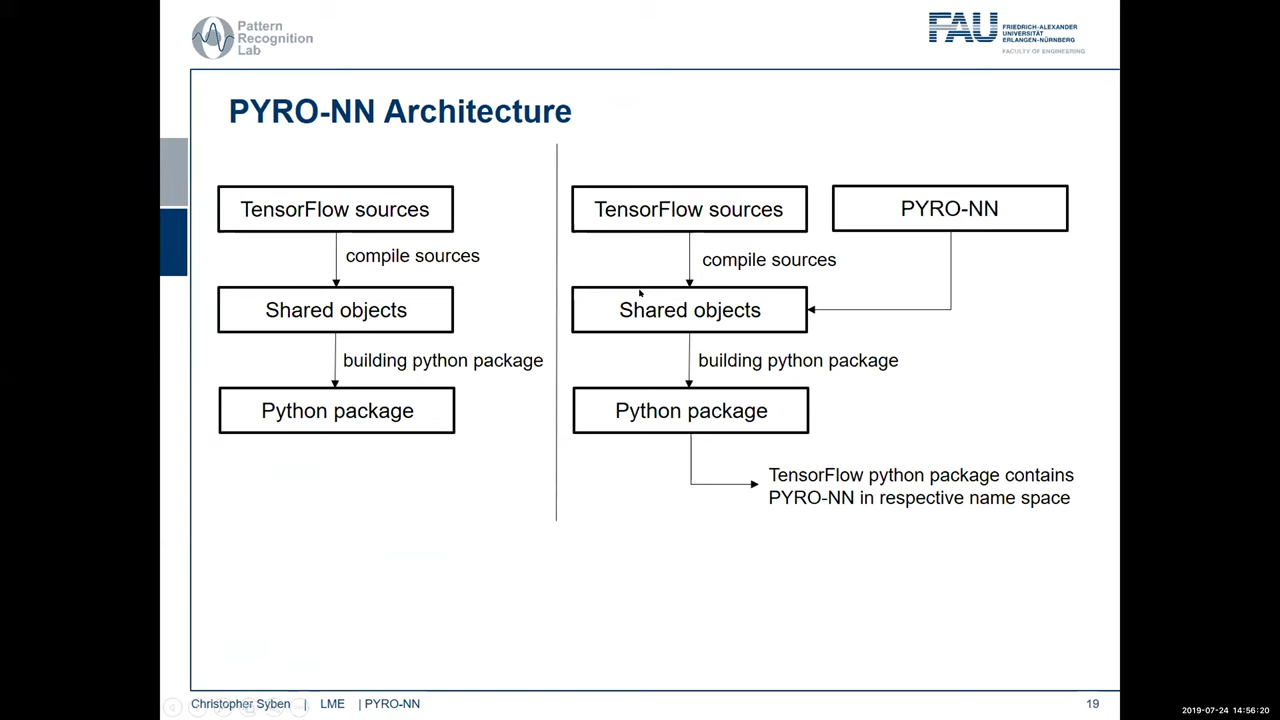 Pattern
Recognition
Lab
FAU
FRIEDRICH-ALEXANDER
UNIVERSITÄT
ERLANGEN-NÜRNBERG
FACULTY OF ENGINEERING
PYRO-NN Architecture
TensorFlow sources
compile sources
Shared objects
building python package
Python package
TensorFlow sources
PYRO-NN
compile sources
Shared objects
building python package
Python package
TensorFlow python package contains
PYRO-NN in respective name space
Christopher Syben | LME | PYRO-NN
19
2019-07-24 14:56:20